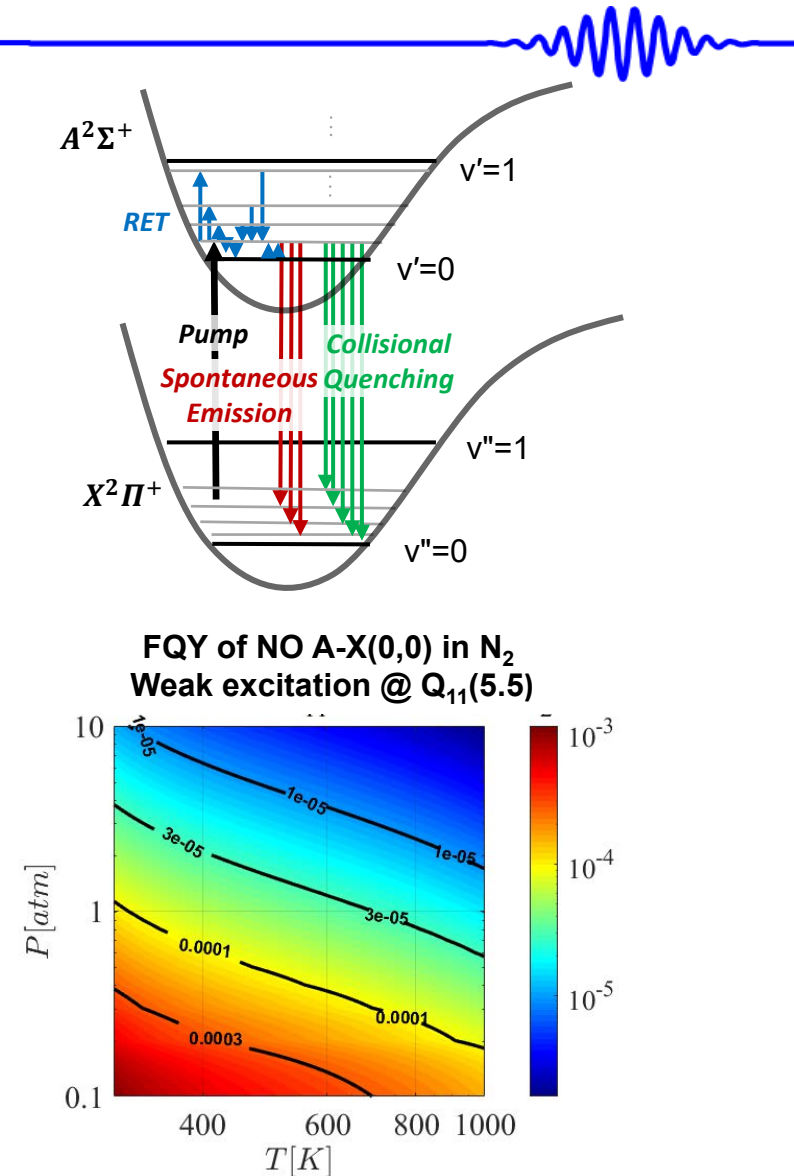 A²Σ⁺
v'=1
RET
v'=0
Pump
Collisional
Quenching
Spontaneous
Emission
v"=1
X²Π⁺
v"=0
FQY of NO A-X(0,0) in N₂
Weak excitation @ Q₁₁(5.5)
10
1
0.1
P[atm]
1e-05
1e-05
1e-05
3e-05
3e-05
0.0001
0.0001
0.0003
400
600
800
1000
T[K]
10⁻³
10⁻⁴
10⁻⁵